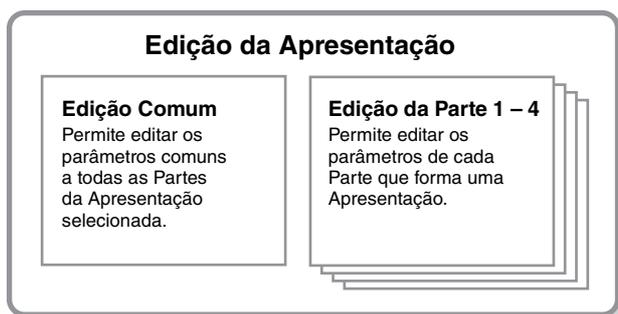 Edição da Apresentação
Edição Comum
Permite editar os
parâmetros comuns
a todas as Partes
da Apresentação
selecionada.
Edição da Parte 1 – 4
Permite editar os
parâmetros de cada
Parte que forma uma
Apresentação.